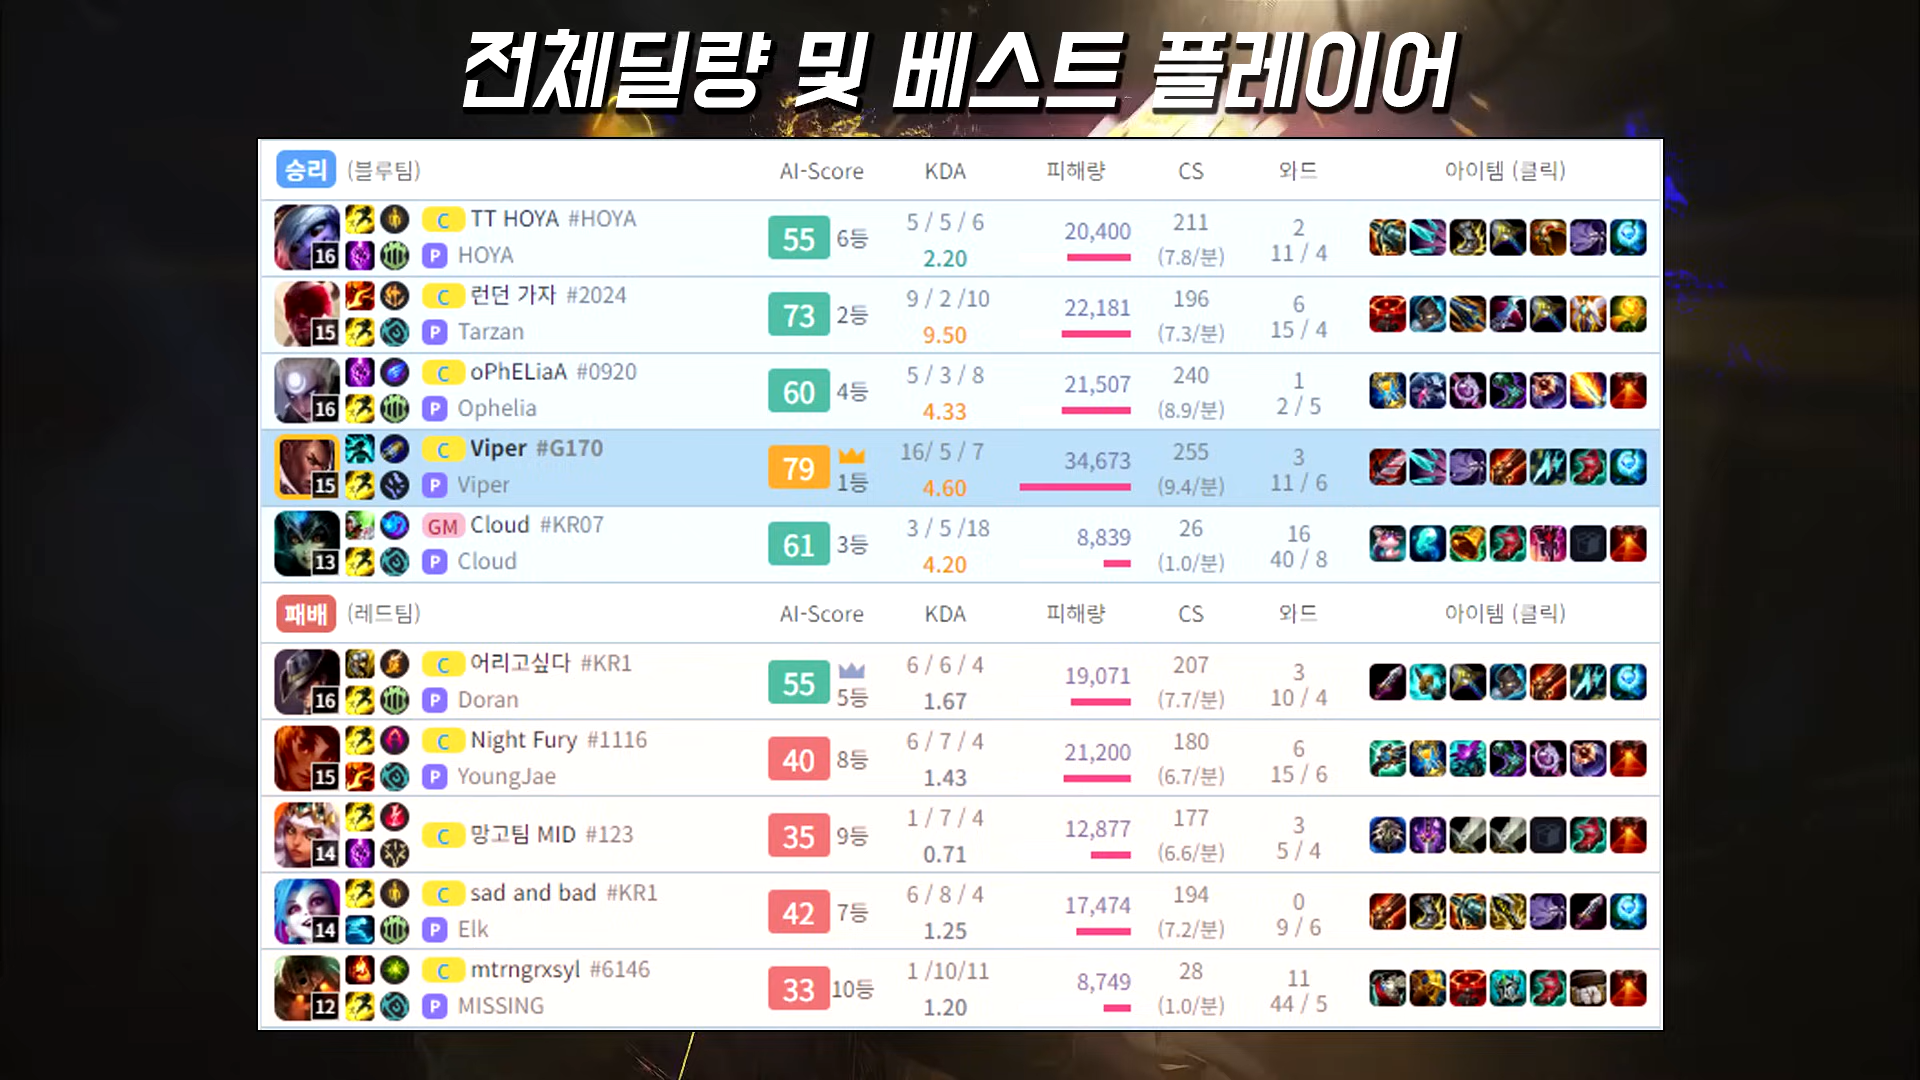 전체딜량 및 베스트 플레이어
승리 (블루팀) AI-Score KDA 피해량 CS 와드 아이템 (클릭)
16 C TT HOYA #HOYA 55 6등 5 / 5 / 6 20,400 211 2
P HOYA 2.20 (7.8/분) 11 / 4
15 C 런던 가자 #2024 73 2등 9 / 2 /10 22,181 196 6
P Tarzan 9.50 (7.3/분) 15 / 4
16 C oPhELiaA #0920 60 4등 5 / 3 / 8 21,507 240 1
P Ophelia 4.33 (8.9/분) 2 / 5
15 C Viper #G170 79 1등 16/ 5 / 7 34,673 255 3
P Viper 4.60 (9.4/분) 11 / 6
13 GM Cloud #KR07 61 3등 3 / 5 /18 8,839 26 16
P Cloud 4.20 (1.0/분) 40 / 8
패배 (레드팀) AI-Score KDA 피해량 CS 와드 아이템 (클릭)
16 C 어리고싶다 #KR1 55 5등 6 / 6 / 4 19,071 207 3
P Doran 1.67 (7.7/분) 10 / 4
15 C Night Fury #1116 40 8등 6 / 7 / 4 21,200 180 6
P YoungJae 1.43 (6.7/분) 15 / 6
14 C 망고팀 MID #123 35 9등 1 / 7 / 4 12,877 177 3
0.71 (6.6/분) 5 / 4
14 C sad and bad #KR1 42 7등 6 / 8 / 4 17,474 194 0
P Elk 1.25 (7.2/분) 9 / 6
12 C mtrngrxsyl #6146 33 10등 1 /10/11 8,749 28 11
P MISSING 1.20 (1.0/분) 44 / 5